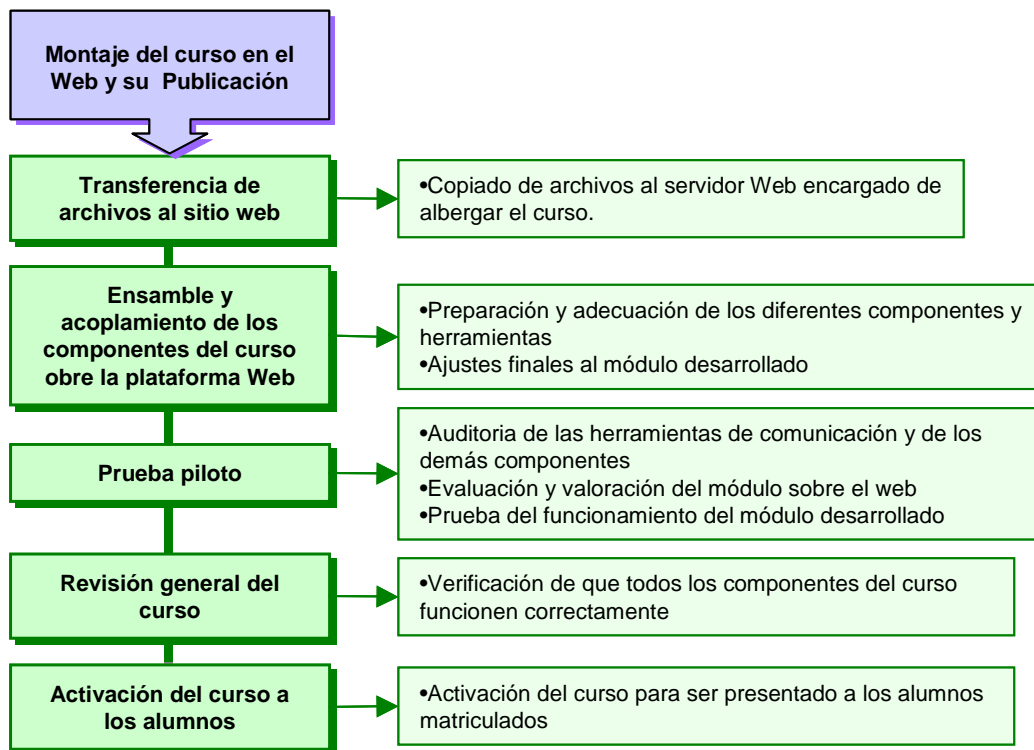 Montaje del curso en el
Web y su Publicación
Transferencia de
archivos al sitio web
•Copiado de archivos al servidor Web encargado de
albergar el curso.
Ensamble y
acoplamiento de los
componentes del curso
obre la plataforma Web
•Preparación y adecuación de los diferentes componentes y
herramientas
•Ajustes finales al módulo desarrollado
Prueba piloto
•Auditoria de las herramientas de comunicación y de los
demás componentes
•Evaluación y valoración del módulo sobre el web
•Prueba del funcionamiento del módulo desarrollado
Revisión general del
curso
•Verificación de que todos los componentes del curso
funcionen correctamente
Activación del curso a
los alumnos
•Activación del curso para ser presentado a los alumnos
matriculados